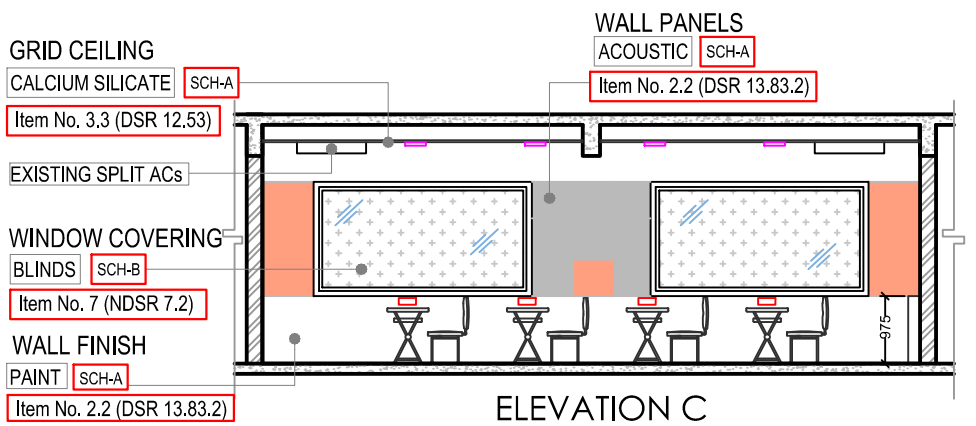 GRID CEILING
CALCIUM SILICATE SCH-A
Item No. 3.3 (DSR 12.53)
EXISTING SPLIT ACs
WINDOW COVERING
BLINDS SCH-B
Item No. 7 (NDSR 7.2)
WALL FINISH
PAINT SCH-A
Item No. 2.2 (DSR 13.83.2)
WALL PANELS
ACOUSTIC SCH-A
Item No. 2.2 (DSR 13.83.2)
975
ELEVATION C